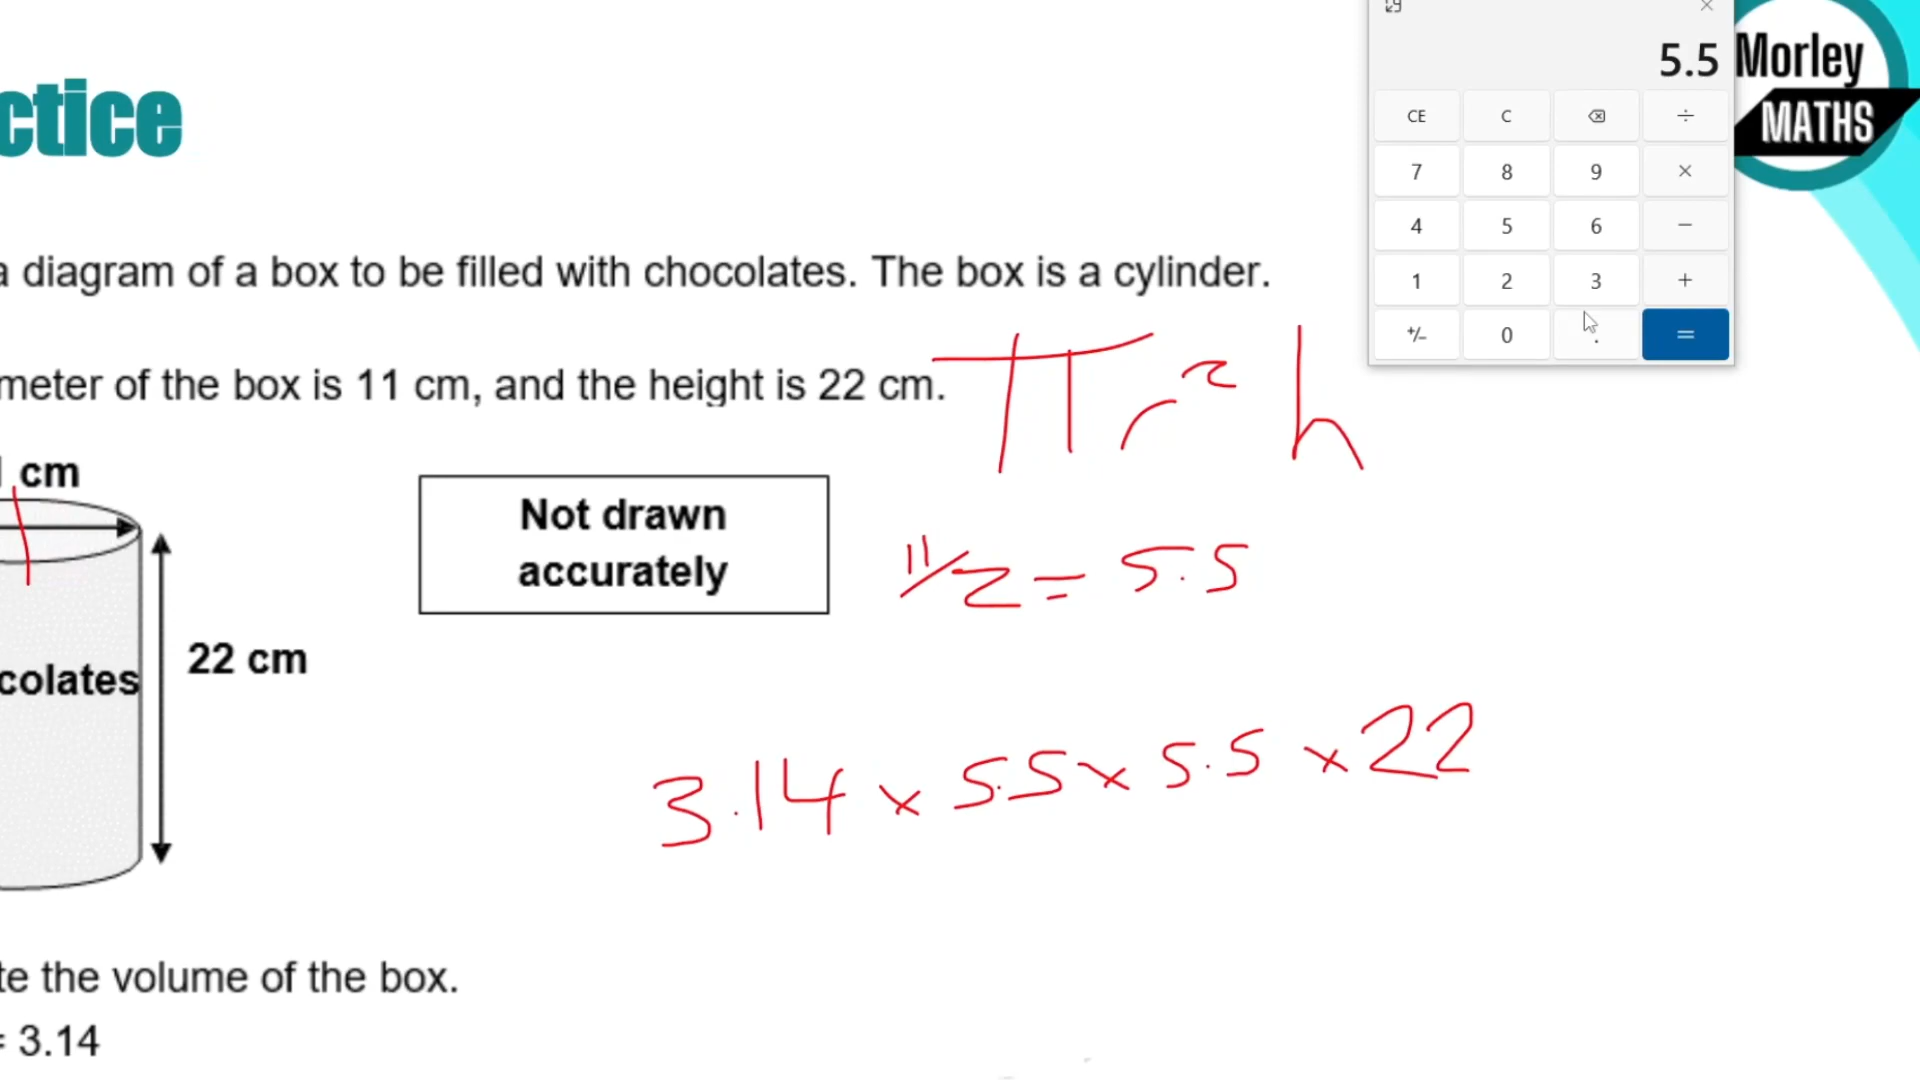 5.5
Morley
MATHS
CE C ÷
7 8 9 ×
4 5 6 −
1 2 3 +
+/− 0 . =
ctice
a diagram of a box to be filled with chocolates. The box is a cylinder.
meter of the box is 11 cm, and the height is 22 cm.
πr²h
cm
Not drawn
accurately
11/2 = 5.5
22 cm
colates
3.14 × 5.5 × 5.5 × 22
te the volume of the box.
= 3.14